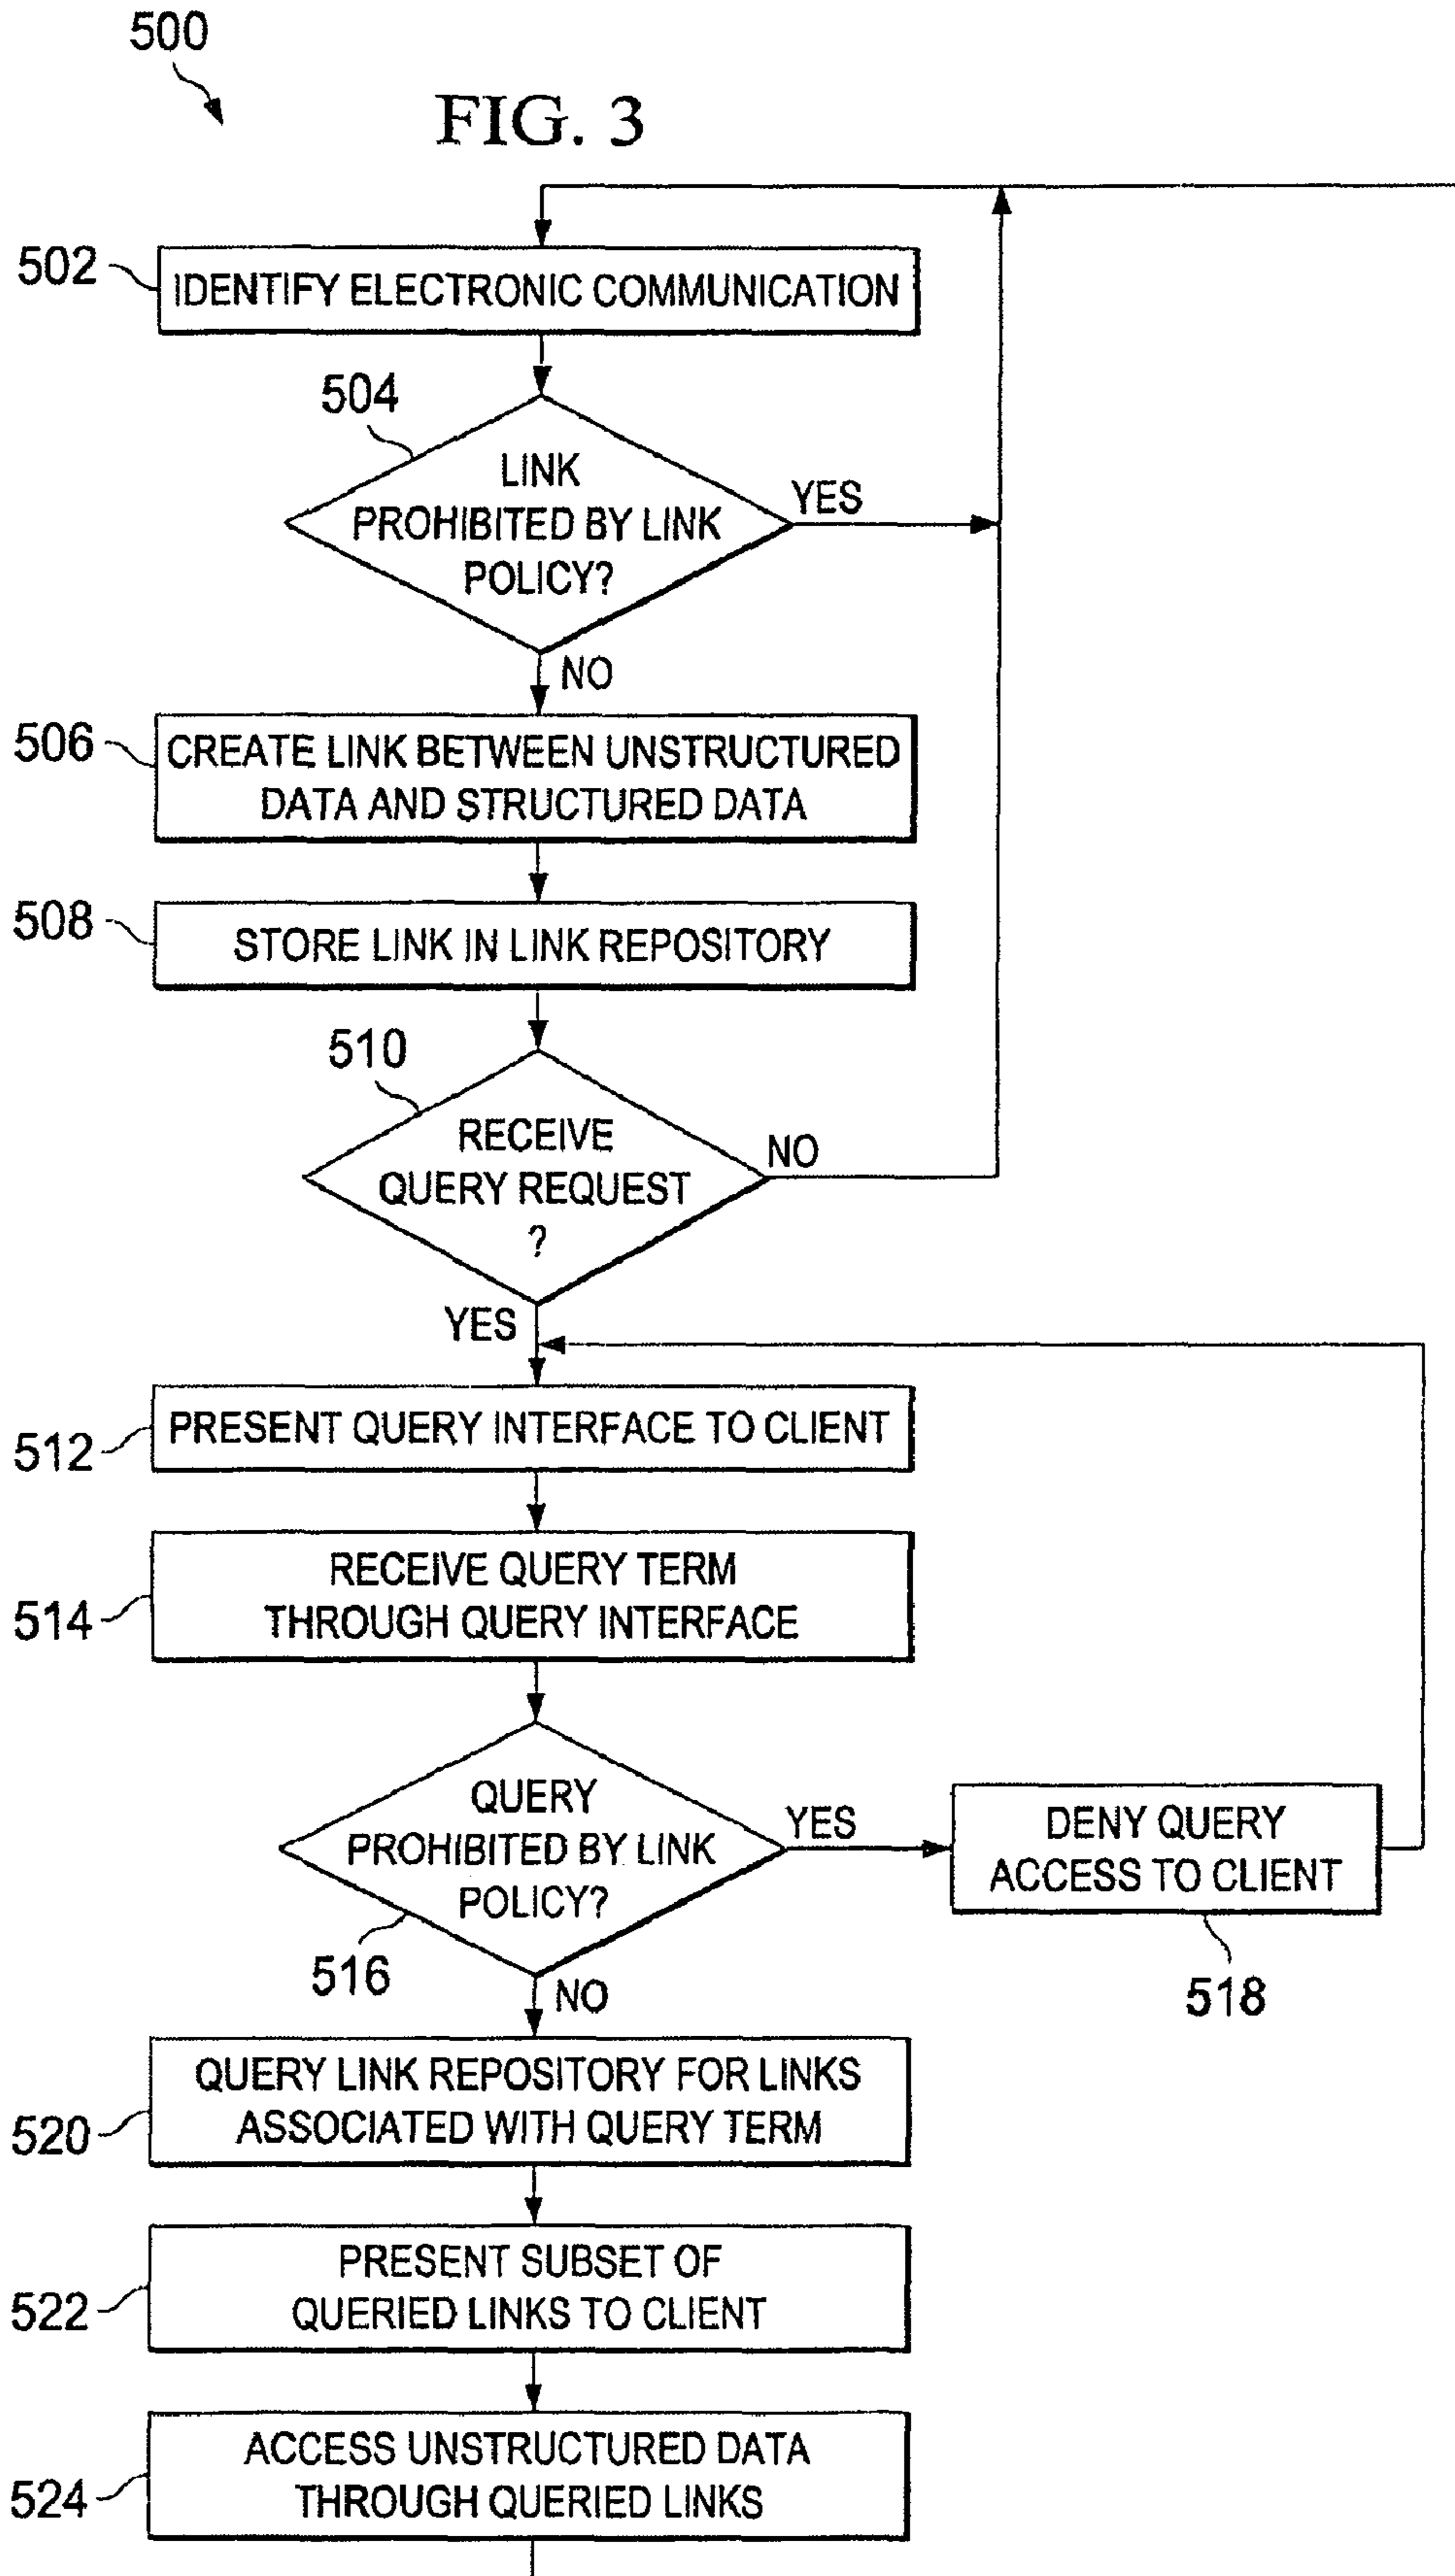 500
FIG. 3
502
IDENTIFY ELECTRONIC COMMUNICATION
504
LINK
PROHIBITED BY LINK
POLICY?
YES
NO
506
CREATE LINK BETWEEN UNSTRUCTURED
DATA AND STRUCTURED DATA
508
STORE LINK IN LINK REPOSITORY
510
RECEIVE
QUERY REQUEST
?
NO
YES
512
PRESENT QUERY INTERFACE TO CLIENT
514
RECEIVE QUERY TERM
THROUGH QUERY INTERFACE
QUERY
PROHIBITED BY LINK
POLICY?
YES
516
NO
DENY QUERY
ACCESS TO CLIENT
518
520
QUERY LINK REPOSITORY FOR LINKS
ASSOCIATED WITH QUERY TERM
522
PRESENT SUBSET OF
QUERIED LINKS TO CLIENT
524
ACCESS UNSTRUCTURED DATA
THROUGH QUERIED LINKS